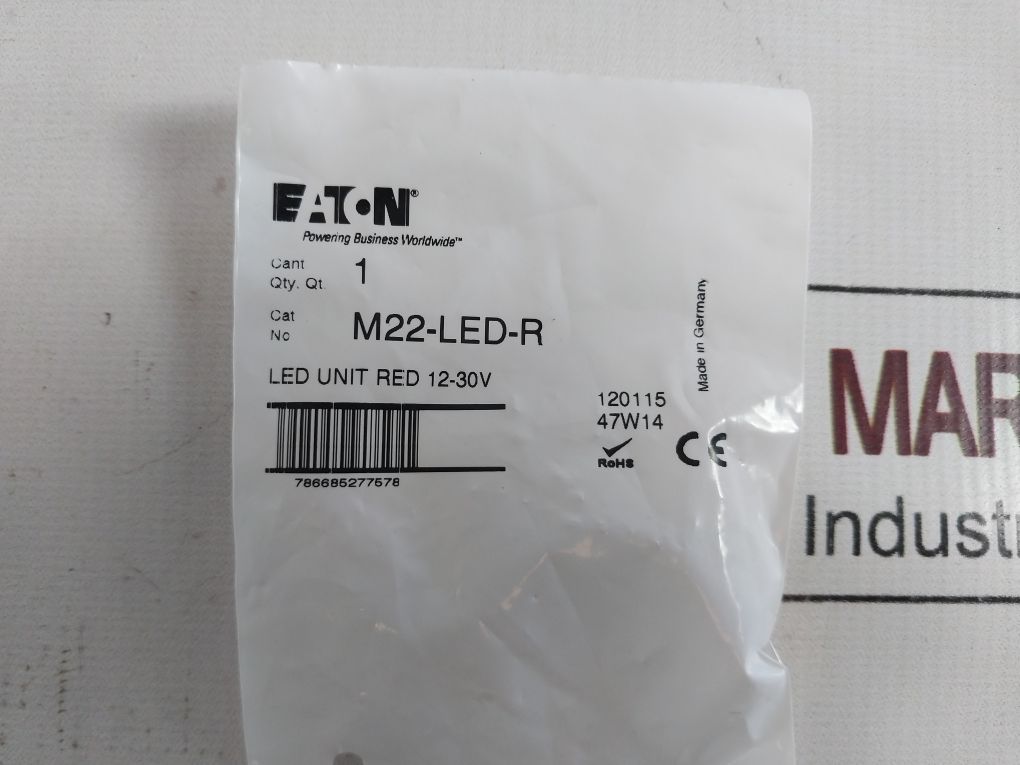 EATON®
Powering Business Worldwide™
Cant
Qty. Qt.
1
Cat
No
M22-LED-R
LED UNIT RED 12-30V
786685277578
Made in Germany
120115
47W14
RoHS
CE
MAR
Industr